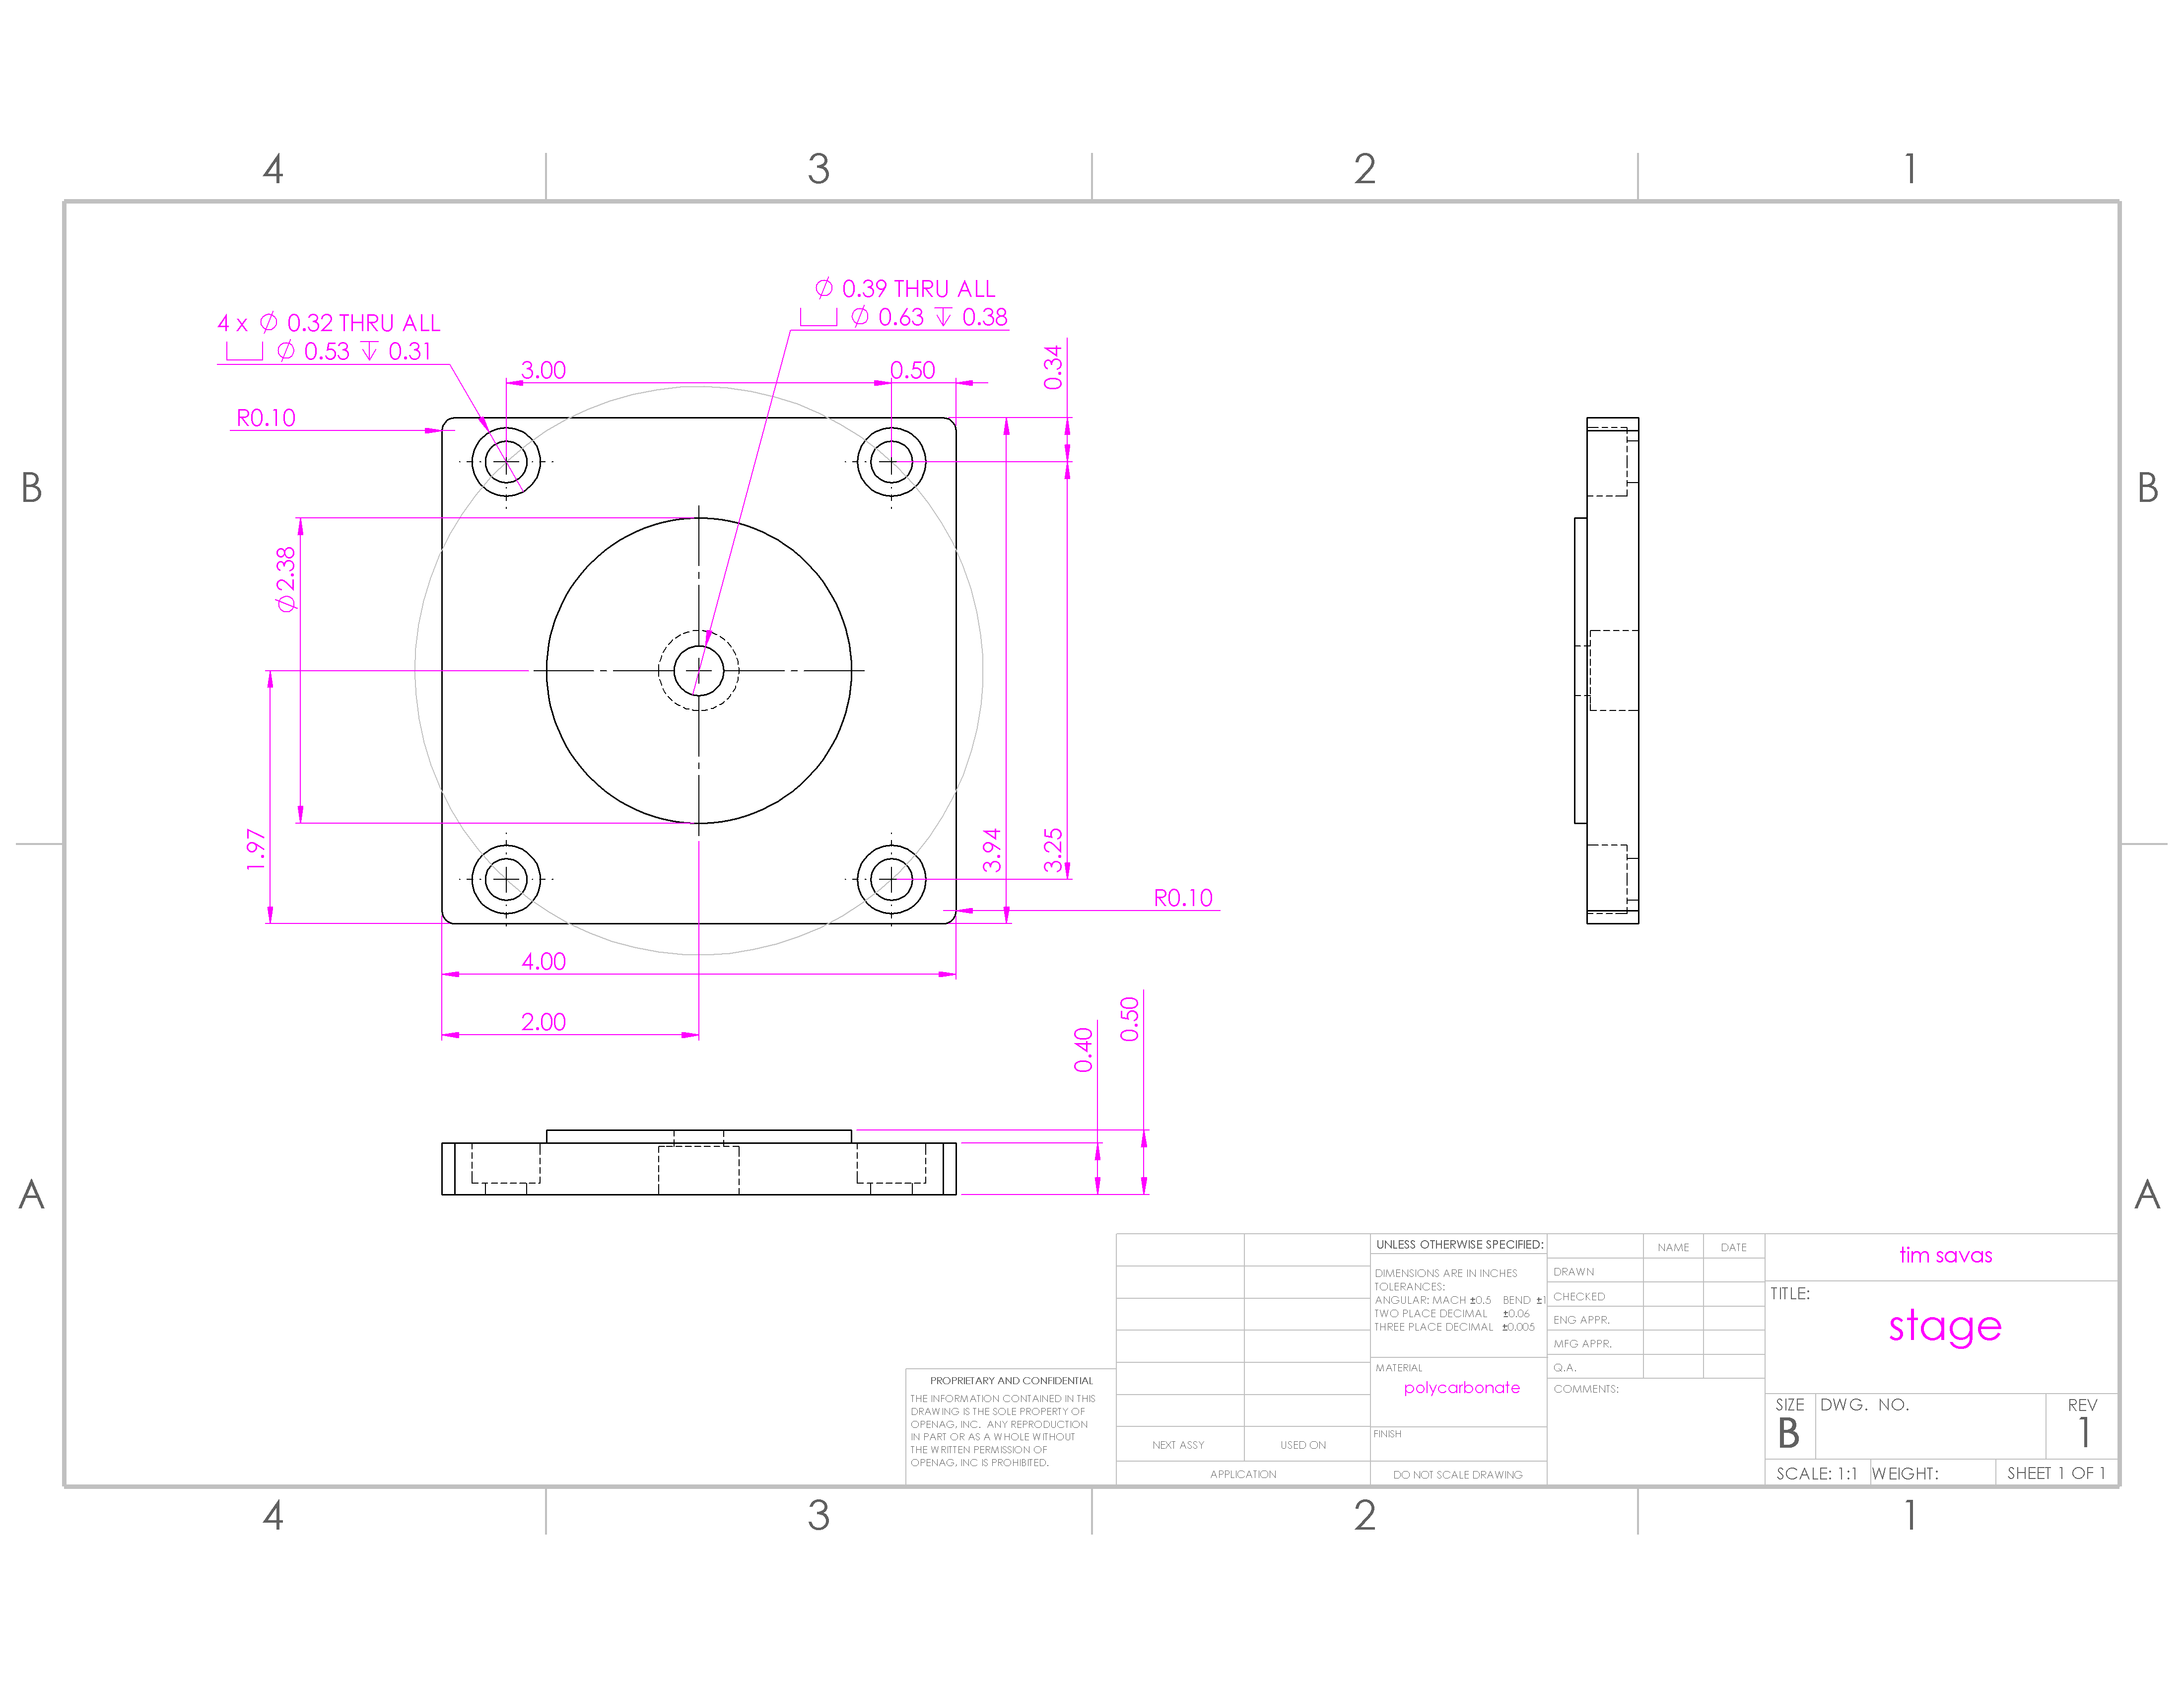 4 3 2 1
⌀ 0.39 THRU ALL
⌴ ⌀ 0.63 ↧ 0.38
4 x ⌀ 0.32 THRU ALL
⌴ ⌀ 0.53 ↧ 0.31
3.00
0.50
0.34
R0.10
B
B
⌀2.38
1.97
3.94
3.25
R0.10
4.00
2.00
0.40
0.50
A
A
UNLESS OTHERWISE SPECIFIED:
DIMENSIONS ARE IN INCHES
TOLERANCES:
ANGULAR: MACH ±0.5 BEND ±1
TWO PLACE DECIMAL ±0.06
THREE PLACE DECIMAL ±0.005
MATERIAL
polycarbonate
FINISH
DO NOT SCALE DRAWING
NAME DATE
DRAWN
CHECKED
ENG APPR.
MFG APPR.
Q.A.
COMMENTS:
tim savas
TITLE:
stage
SIZE DWG. NO. REV
B 1
SCALE: 1:1 WEIGHT: SHEET 1 OF 1
PROPRIETARY AND CONFIDENTIAL
THE INFORMATION CONTAINED IN THIS
DRAWING IS THE SOLE PROPERTY OF
OPENAG, INC. ANY REPRODUCTION
IN PART OR AS A WHOLE WITHOUT
THE WRITTEN PERMISSION OF
OPENAG, INC IS PROHIBITED.
NEXT ASSY USED ON
APPLICATION
4 3 2 1